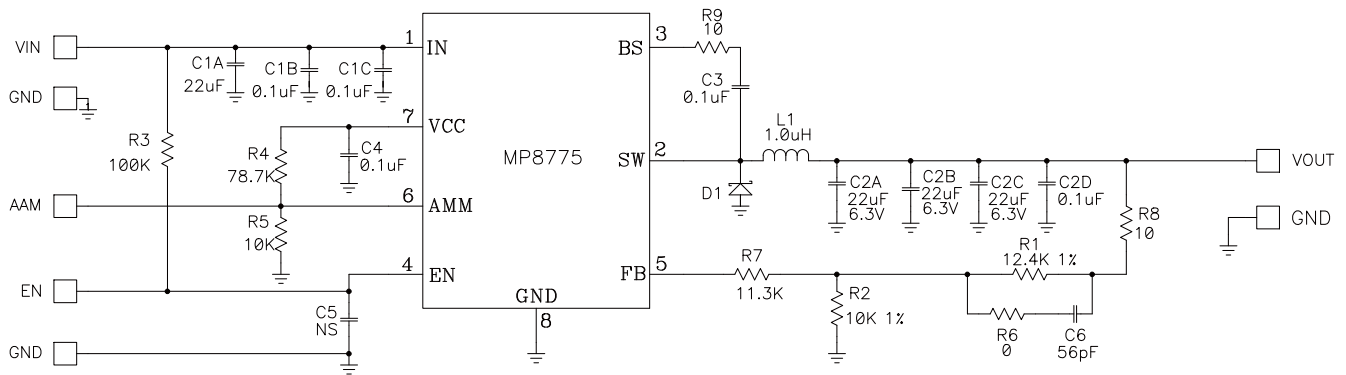 VIN
GND
1
C1A
22uF
C1B
0.1uF
C1C
0.1uF
R3
100K
R4
78.7K
C4
0.1uF
AAM
R5
10K
EN
C5
NS
GND
MP8775
1
IN
7
VCC
6
AMM
4
EN
GND
8
BS
3
SW
2
FB
5
R9
10
C3
0.1uF
L1
1.0uH
D1
C2A
22uF
6.3V
C2B
22uF
6.3V
C2C
22uF
6.3V
C2D
0.1uF
VOUT
GND
R8
10
R1
12.4K 1%
R7
11.3K
R2
10K 1%
R6
0
C6
56pF